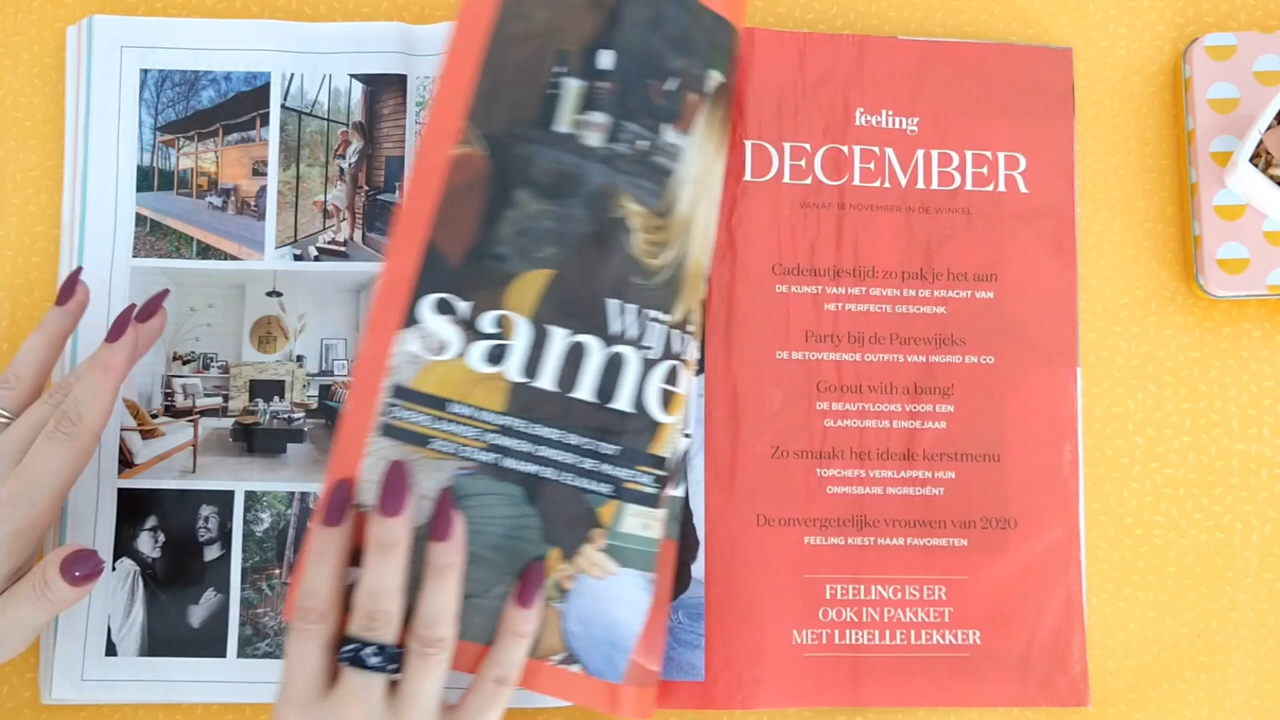 Wij v
same
feeling
DECEMBER
VANAF 18 NOVEMBER IN DE WINKEL
Cadeautjestijd: zo pak je het aan
DE KUNST VAN HET GEVEN EN DE KRACHT VAN
HET PERFECTE GESCHENK
Party bij de Parewijcks
DE BETOVERENDE OUTFITS VAN INGRID EN CO
Go out with a bang!
DE BEAUTYLOOKS VOOR EEN
GLAMOUREUS EINDEJAAR
Zo smaakt het ideale kerstmenu
TOPCHEFS VERKLAPPEN HUN
ONMISBARE INGREDIËNT
De onvergetelijke vrouwen van 2020
FEELING KIEST HAAR FAVORIETEN
FEELING IS ER
OOK IN PAKKET
MET LIBELLE LEKKER